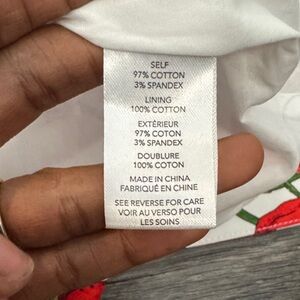 SELF
97% COTTON
3% SPANDEX
LINING
100% COTTON
EXTÉRIEUR
97% COTON
3% SPANDEX
DOUBLURE
100% COTON
MADE IN CHINA
FABRIQUÉ EN CHINE
SEE REVERSE FOR CARE
VOIR AU VERSO POUR
LES SOINS